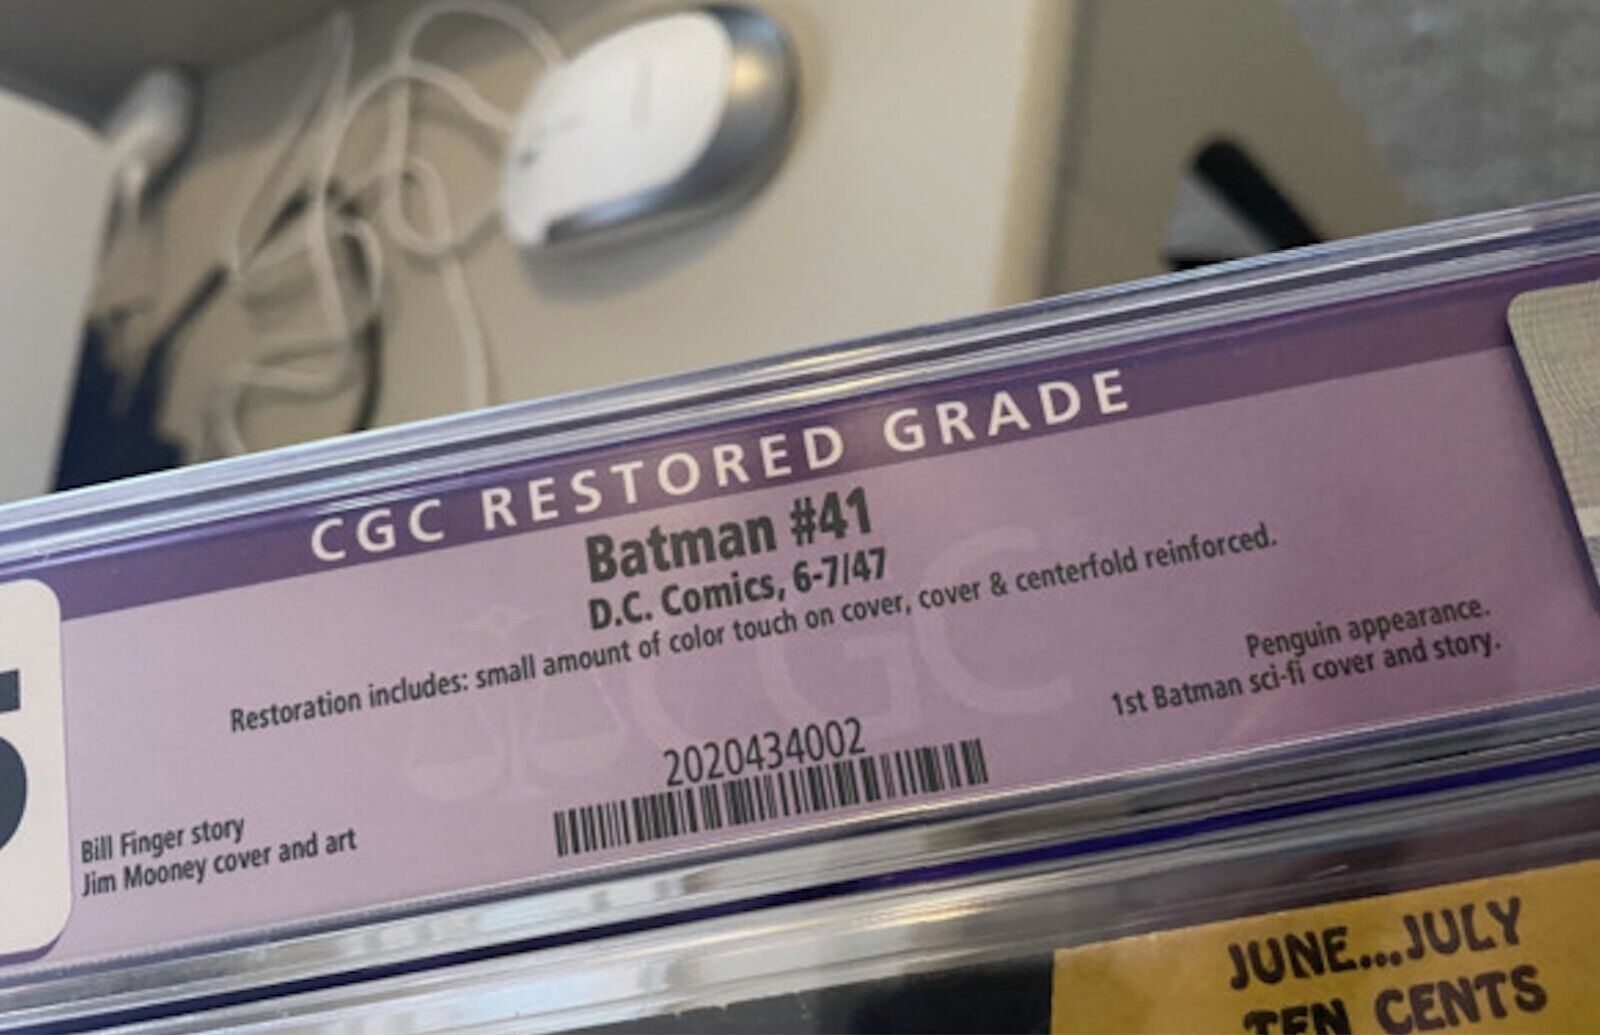 CGC RESTORED GRADE
Batman #41
D.C. Comics, 6-7/47
Restoration includes: small amount of color touch on cover, cover & centerfold reinforced.
Penguin appearance.
1st Batman sci-fi cover and story.
2020434002
Bill Finger story
Jim Mooney cover and art
CGC
JUNE...JULY
TEN CENTS